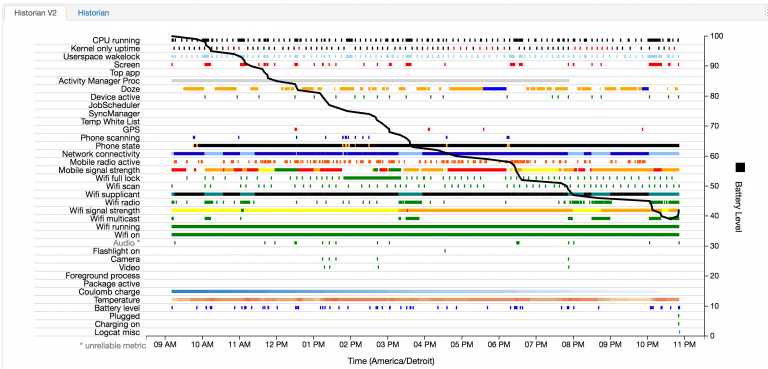 Historian V2
Historian
CPU running
Kernel only uptime
Userspace wakelock
Screen
Top app
Activity Manager Proc
Doze
Device active
JobScheduler
SyncManager
Temp White List
GPS
Phone scanning
Phone state
Network connectivity
Mobile radio active
Mobile signal strength
Wifi full lock
Wifi scan
Wifi supplicant
Wifi radio
Wifi signal strength
Wifi multicast
Wifi running
Wifi on
Audio *
Flashlight on
Camera
Video
Foreground process
Package active
Coulomb charge
Temperature
Battery level
Plugged
Charging on
Logcat misc
* unreliable metric
100
90
80
70
60
50
40
30
20
10
0
Battery Level
09 AM 10 AM 11 AM 12 PM 01 PM 02 PM 03 PM 04 PM 05 PM 06 PM 07 PM 08 PM 09 PM 10 PM 11 PM
Time (America/Detroit)